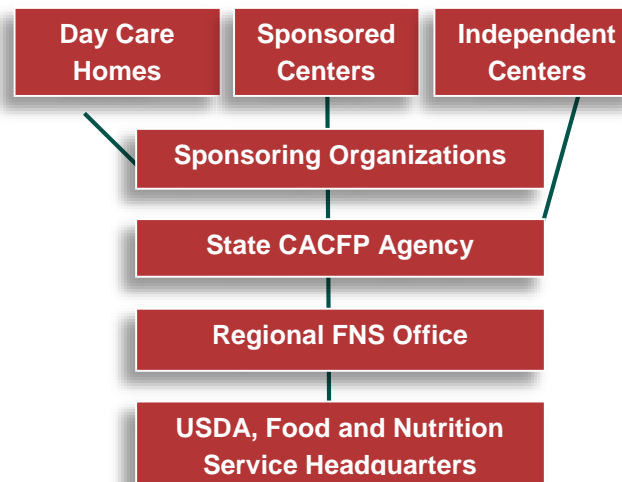 Day Care
Homes
Sponsored
Centers
Independent
Centers
Sponsoring Organizations
State CACFP Agency
Regional FNS Office
USDA, Food and Nutrition
Service Headquarters